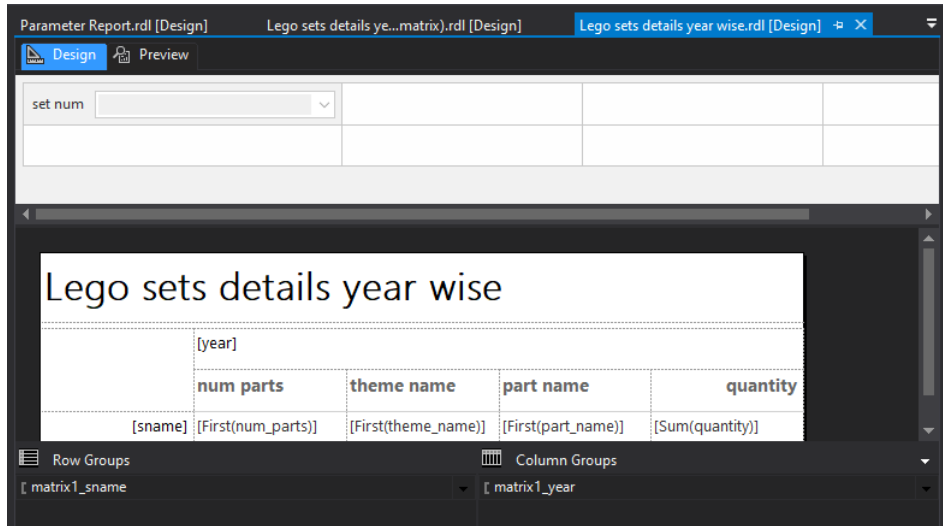 Parameter Report.rdl [Design] Lego sets details ye...matrix).rdl [Design] Lego sets details year wise.rdl [Design]
Design Preview
set num
Lego sets details year wise
[year]
num parts theme name part name quantity
[sname] [First(num_parts)] [First(theme_name)] [First(part_name)] [Sum(quantity)]
Row Groups Column Groups
matrix1_sname matrix1_year